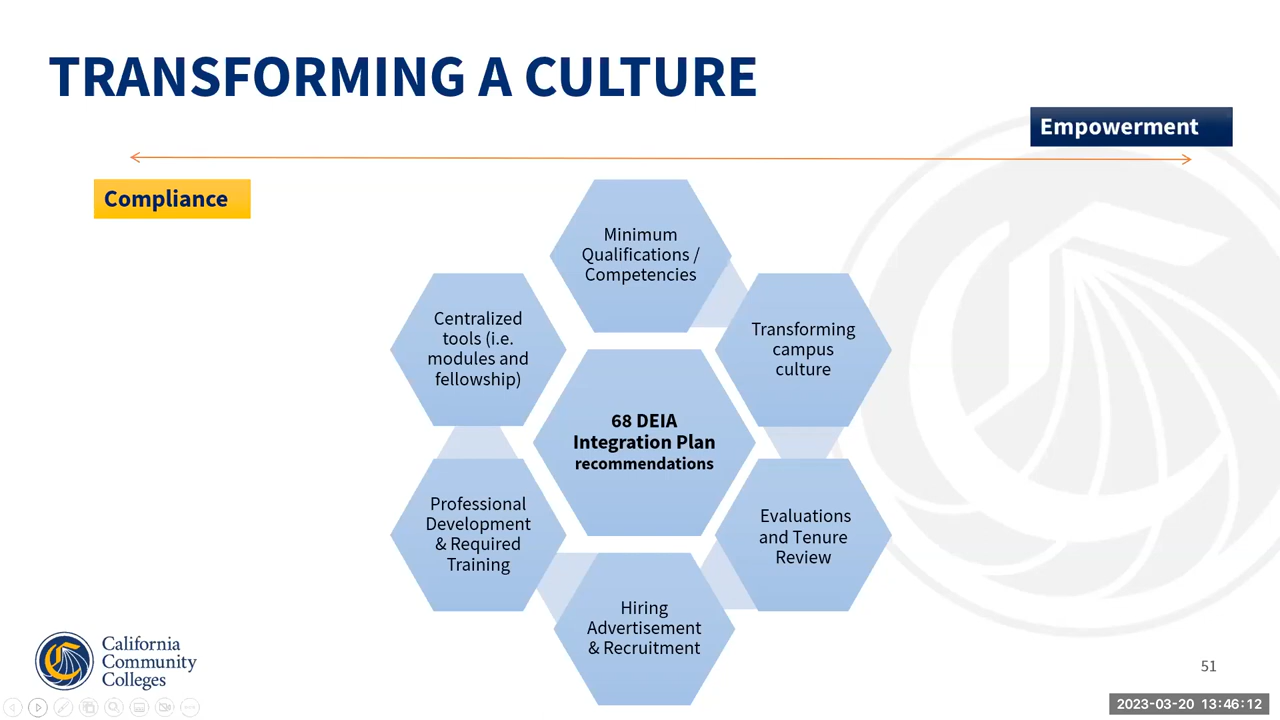 TRANSFORMING A CULTURE
Empowerment
Compliance
Minimum
Qualifications /
Competencies
Transforming
campus
culture
Evaluations
and Tenure
Review
Hiring
Advertisement
& Recruitment
Professional
Development
& Required
Training
Centralized
tools (i.e.
modules and
fellowship)
68 DEIA
Integration Plan
recommendations
California
Community
Colleges
51
2023-03-20 13:46:12